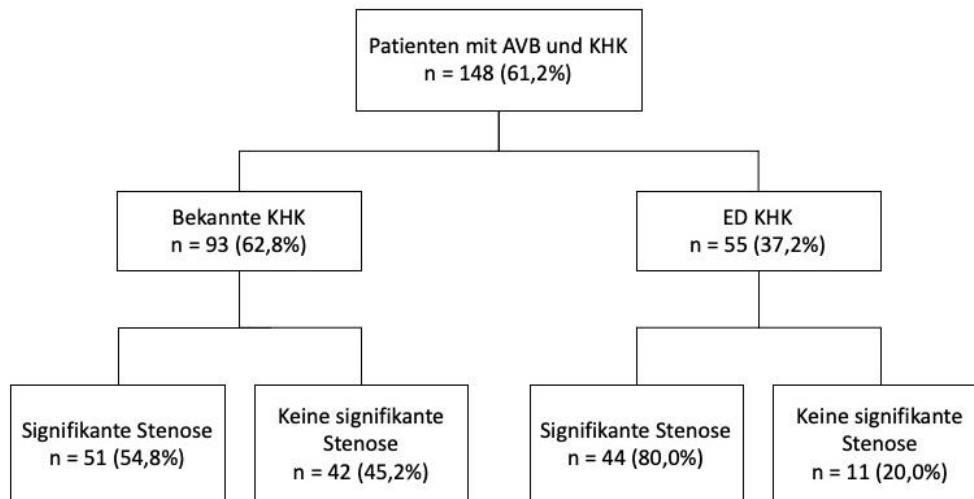 Patienten mit AVB und KHK
n = 148 (61,2%)
Bekannte KHK
n = 93 (62,8%)
ED KHK
n = 55 (37,2%)
Signifikante Stenose
n = 51 (54,8%)
Keine signifikante
Stenose
n = 42 (45,2%)
Signifikante Stenose
n = 44 (80,0%)
Keine signifikante
Stenose
n = 11 (20,0%)